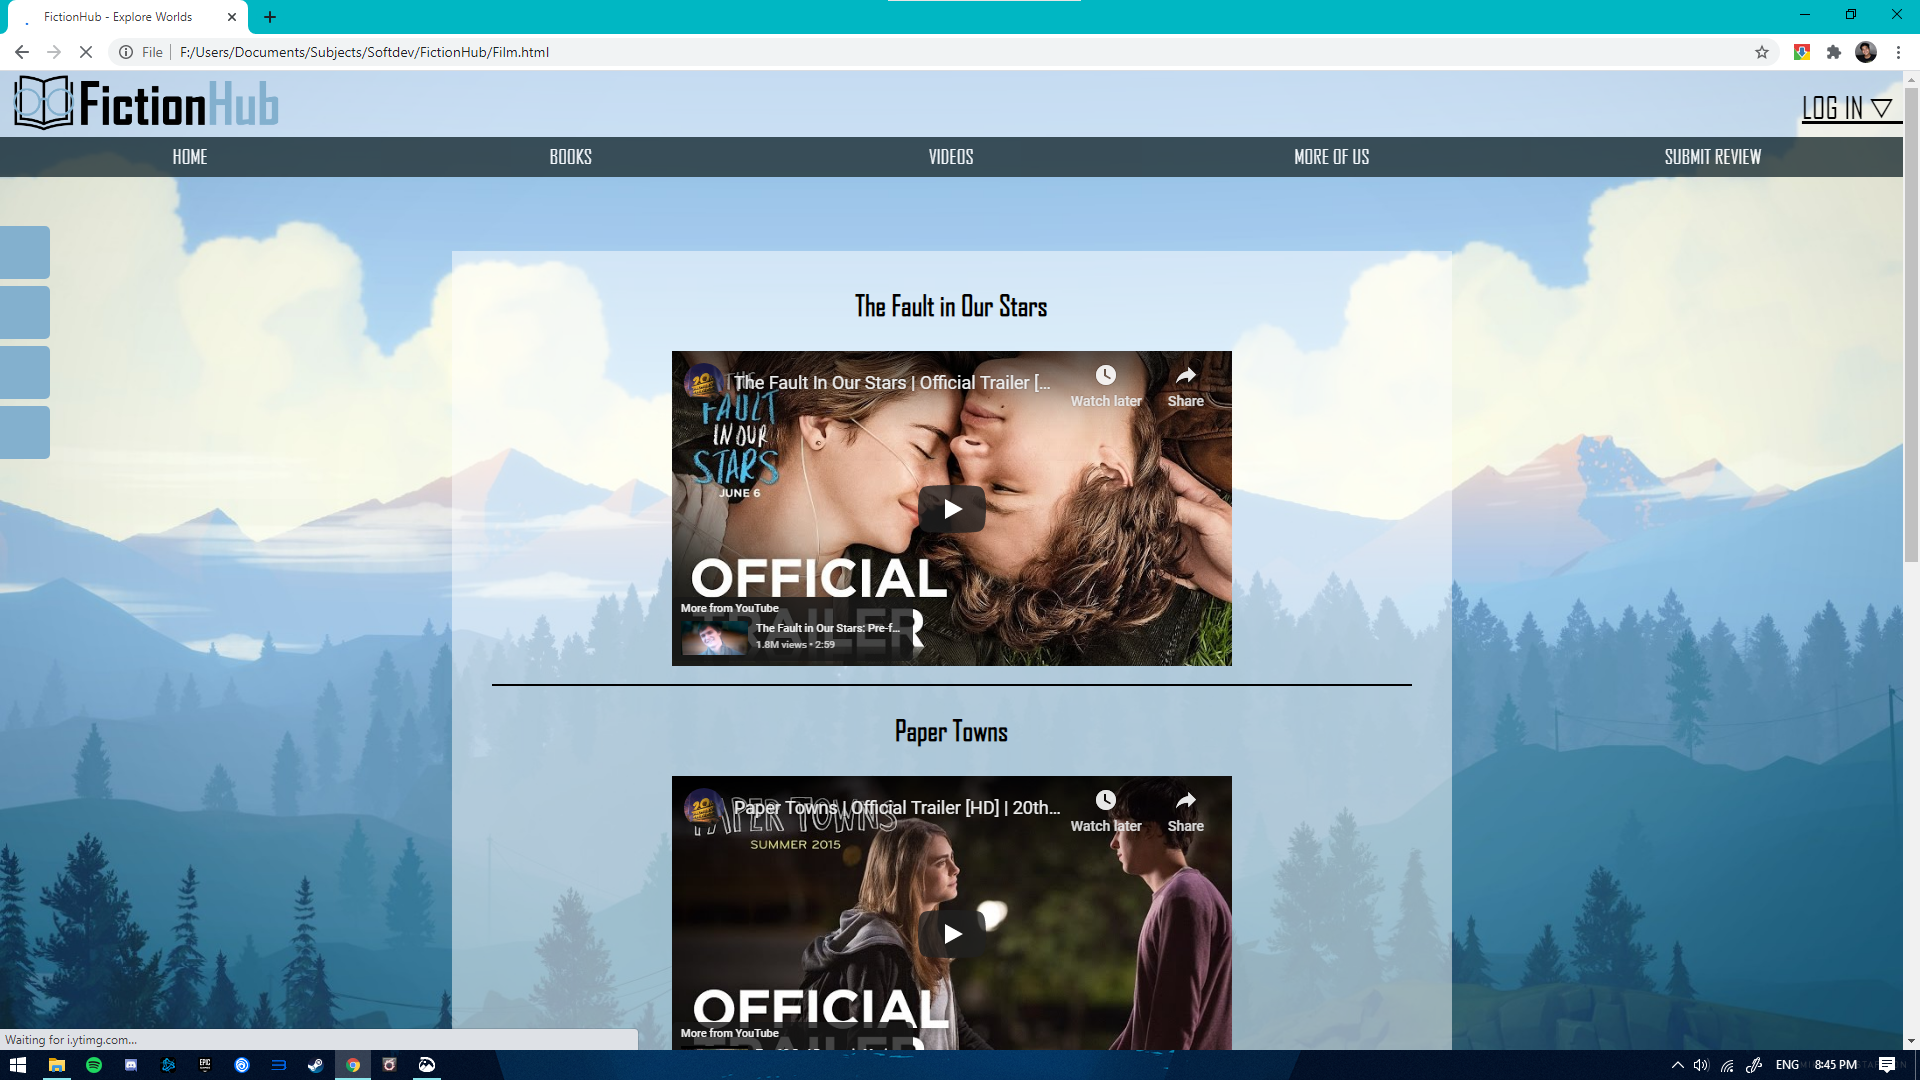 FictionHub - Explore Worlds
File
F:/Users/Documents/Subjects/Softdev/FictionHub/Film.html
FictionHub
LOG IN ▽
HOME
BOOKS
VIDEOS
MORE OF US
SUBMIT REVIEW
The Fault in Our Stars
The Fault In Our Stars | Official Trailer [...
Watch later
Share
THE
FAULT
IN OUR
STARS
JUNE 6
OFFICIAL
TRAILER
More from YouTube
The Fault in Our Stars: Pre-f...
1.8M views • 2:59
Paper Towns
Paper Towns | Official Trailer [HD] | 20th...
Watch later
Share
PAPER TOWNS
SUMMER 2015
OFFICIAL
More from YouTube
Waiting for i.ytimg.com...
EPIC
ENG
8:45 PM